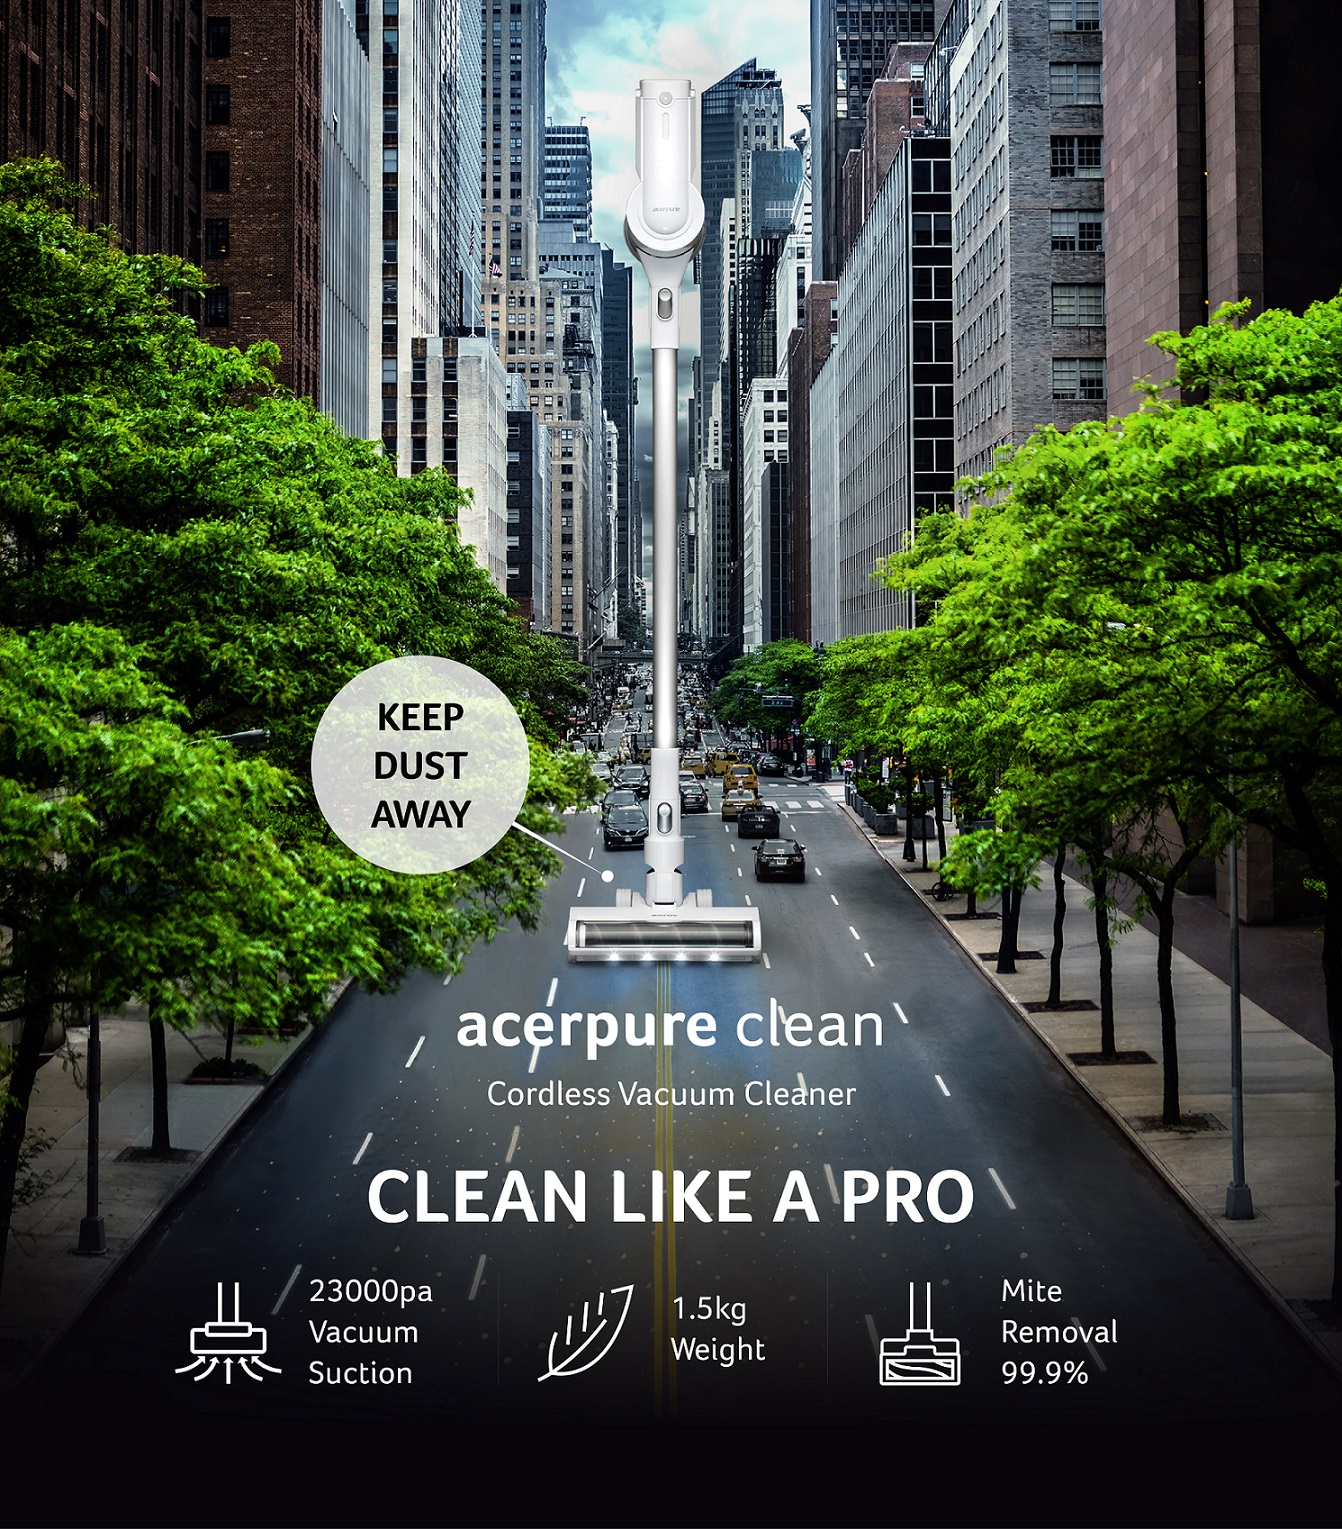 KEEP
DUST
AWAY
acerpure clean
Cordless Vacuum Cleaner
CLEAN LIKE A PRO
23000pa
Vacuum
Suction
1.5kg
Weight
Mite
Removal
99.9%